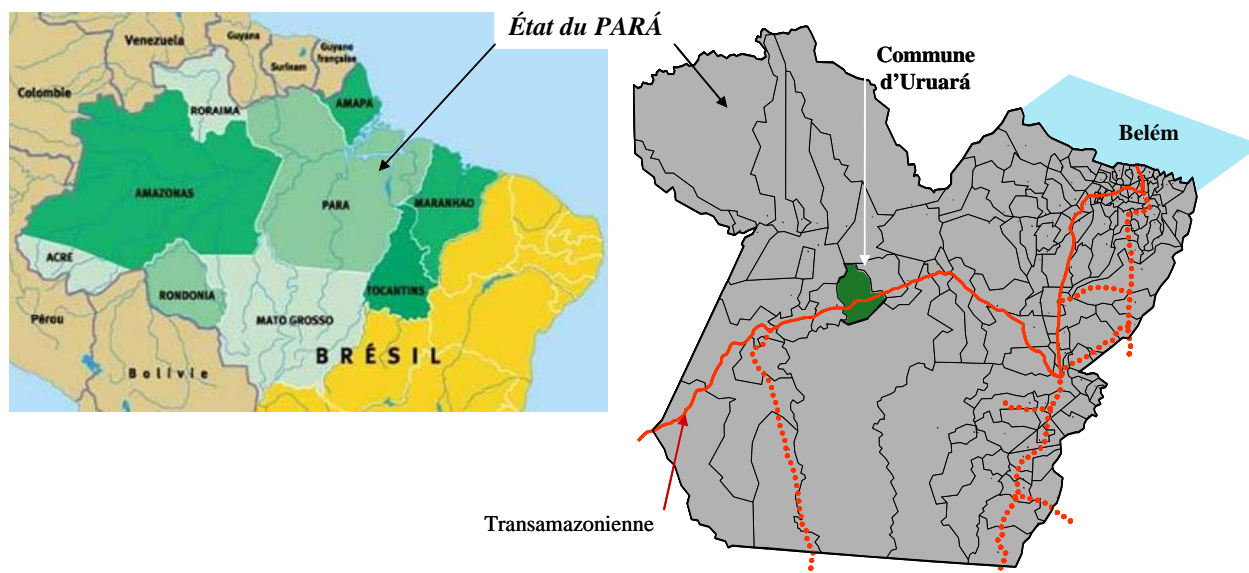 État du PARÁ
Commune
d'Uruará
Belém
Transamazonienne
Venezuela
Guyana
Surinam
Guyane
française
Colombie
RORAIMA
AMAPA
AMAZONAS
PARA
MARANHAO
ACRE
RONDONIA
TOCANTINS
MATO GROSSO
Pérou
BRÉSIL
Bolivie